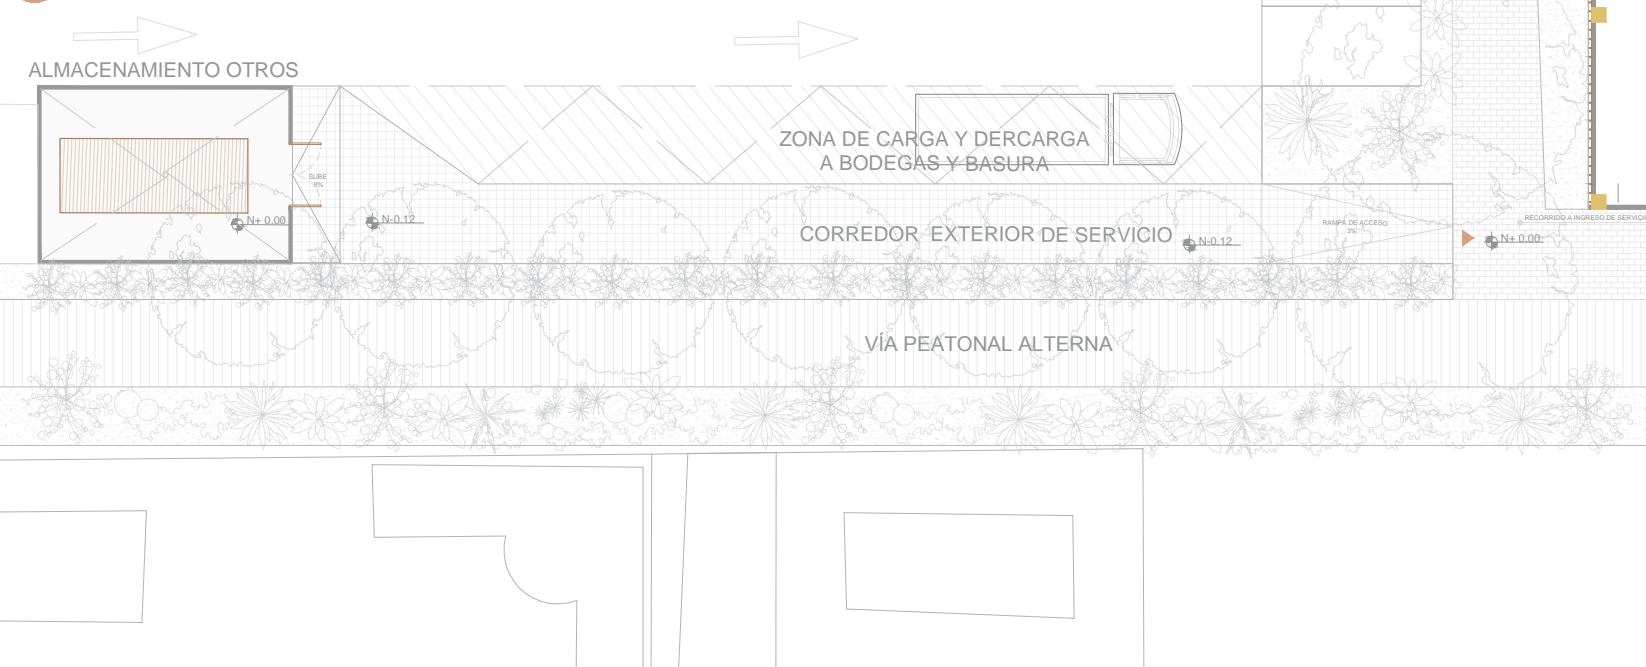 ALMACENAMIENTO OTROS
ZONA DE CARGA Y DERCARGA
A BODEGAS Y BASURA
SUBE
8%
N+ 0.00
N-0.12
CORREDOR EXTERIOR DE SERVICIO
N-0.12
RAMPA DE ACCESO
3%
RECORRIDO A INGRESO DE SERVICIO
N+ 0.00
VÍA PEATONAL ALTERNA